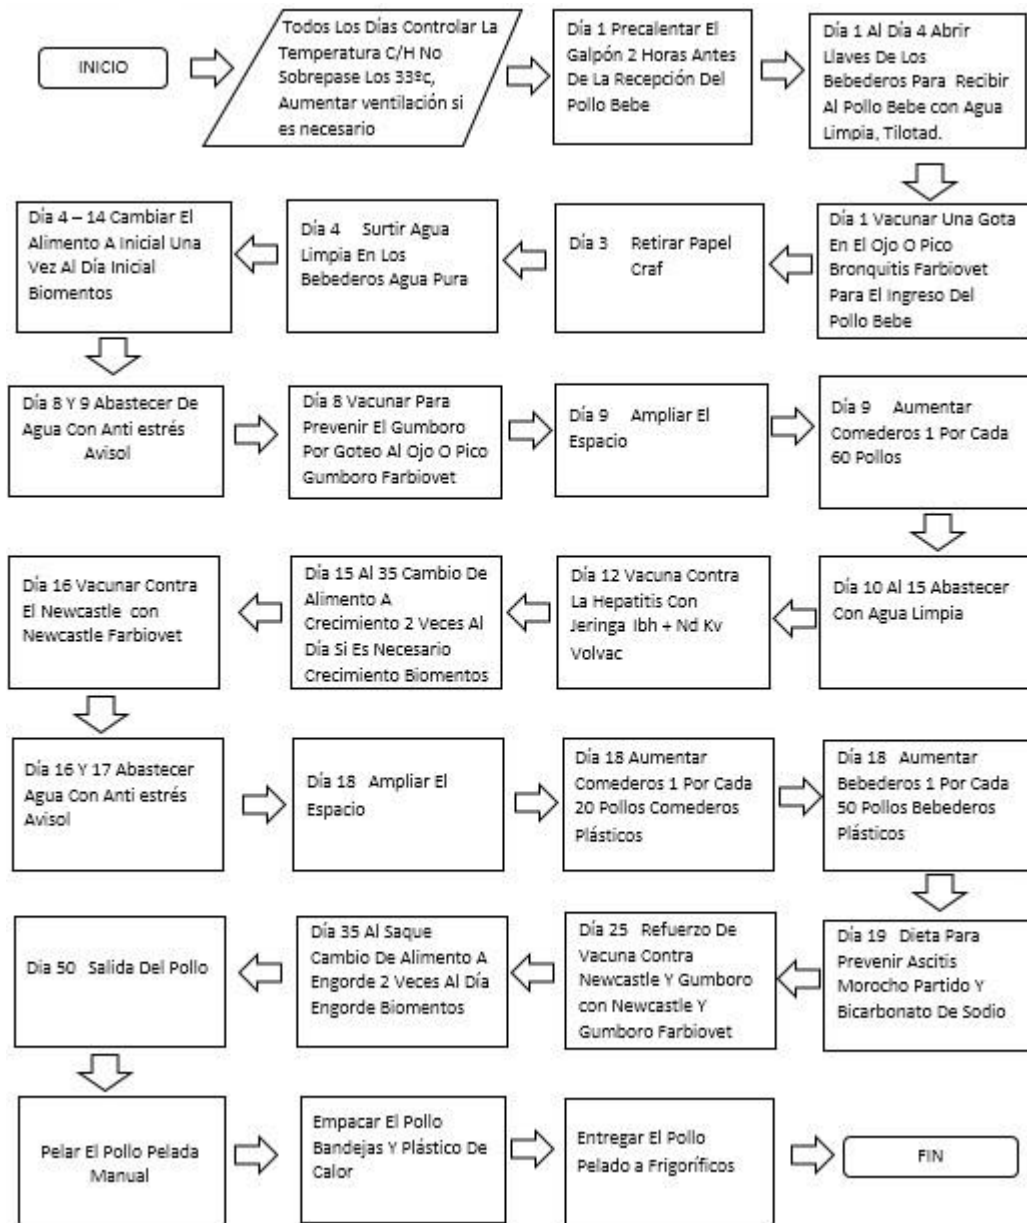 INICIO
Todos Los Días Controlar La
Temperatura C/H No
Sobrepase Los 33ºc,
Aumentar ventilación si
es necesario
Día 1 Precalentar El
Galpón 2 Horas Antes
De La Recepción Del
Pollo Bebe
Día 1 Al Día 4 Abrir
Llaves De Los
Bebederos Para Recibir
Al Pollo Bebe con Agua
Limpia, Tilotad.
Día 1 Vacunar Una Gota
En El Ojo O Pico
Bronquitis Farbiovet
Para El Ingreso Del
Pollo Bebe
Día 3 Retirar Papel
Craf
Día 4 Surtir Agua
Limpia En Los
Bebederos Agua Pura
Día 4 – 14 Cambiar El
Alimento A Inicial Una
Vez Al Día Inicial
Biomentos
Día 8 Y 9 Abastecer De
Agua Con Anti estrés
Avisol
Día 8 Vacunar Para
Prevenir El Gumboro
Por Goteo Al Ojo O Pico
Gumboro Farbiovet
Día 9 Ampliar El
Espacio
Día 9 Aumentar
Comederos 1 Por Cada
60 Pollos
Día 10 Al 15 Abastecer
Con Agua Limpia
Día 12 Vacuna Contra
La Hepatitis Con
Jeringa Ibh + Nd Kv
Volvac
Día 15 Al 35 Cambio De
Alimento A
Crecimiento 2 Veces Al
Día Si Es Necesario
Crecimiento Biomentos
Día 16 Vacunar Contra
El Newcastle con
Newcastle Farbiovet
Día 16 Y 17 Abastecer
Agua Con Anti estrés
Avisol
Día 18 Ampliar El
Espacio
Día 18 Aumentar
Comederos 1 Por Cada
20 Pollos Comederos
Plásticos
Día 18 Aumentar
Bebederos 1 Por Cada
50 Pollos Bebederos
Plásticos
Día 19 Dieta Para
Prevenir Ascitis
Morocho Partido Y
Bicarbonato De Sodio
Día 25 Refuerzo De
Vacuna Contra
Newcastle Y Gumboro
con Newcastle Y
Gumboro Farbiovet
Día 35 Al Saque
Cambio De Alimento A
Engorde 2 Veces Al Día
Engorde Biomentos
Día 50 Salida Del Pollo
Pelar El Pollo Pelada
Manual
Empacar El Pollo
Bandejas Y Plástico De
Calor
Entregar El Pollo
Pelado a Frigoríficos
FIN